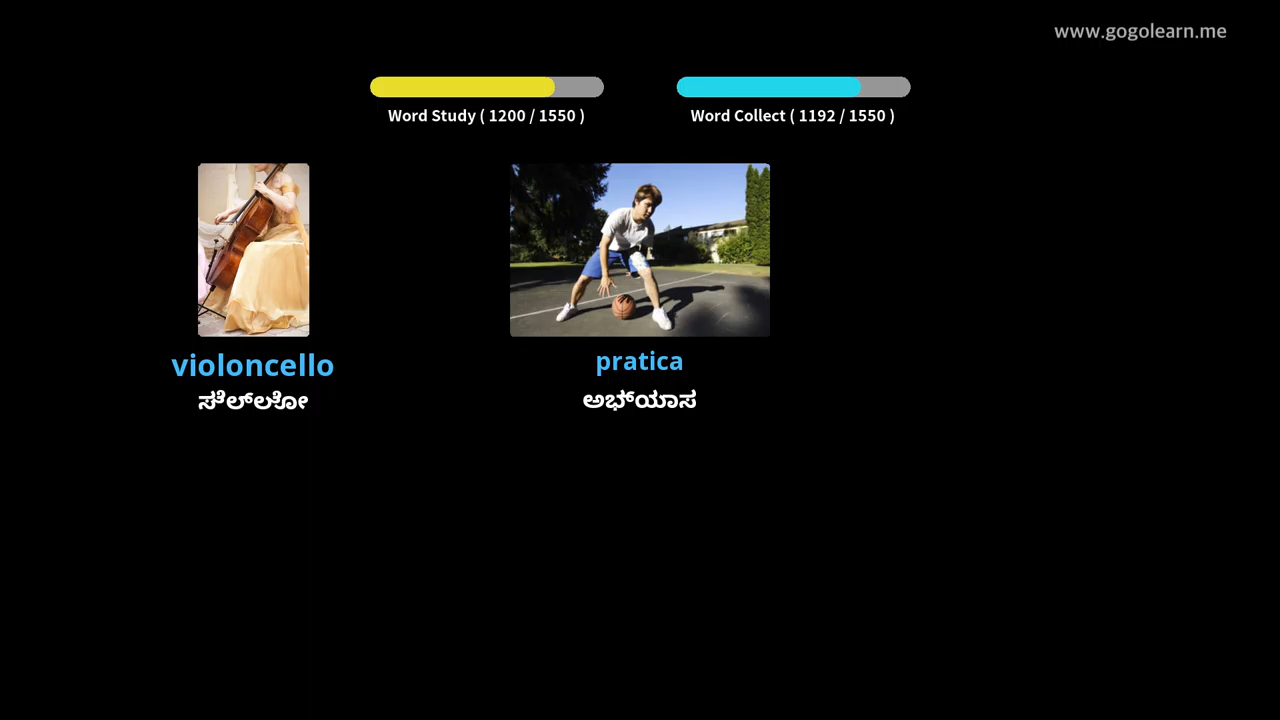 www.gogolearn.me
Word Study ( 1200 / 1550 )
Word Collect ( 1192 / 1550 )
violoncello
ಸೆಲ್ಲೋ
pratica
ಅಭ್ಯಾಸ